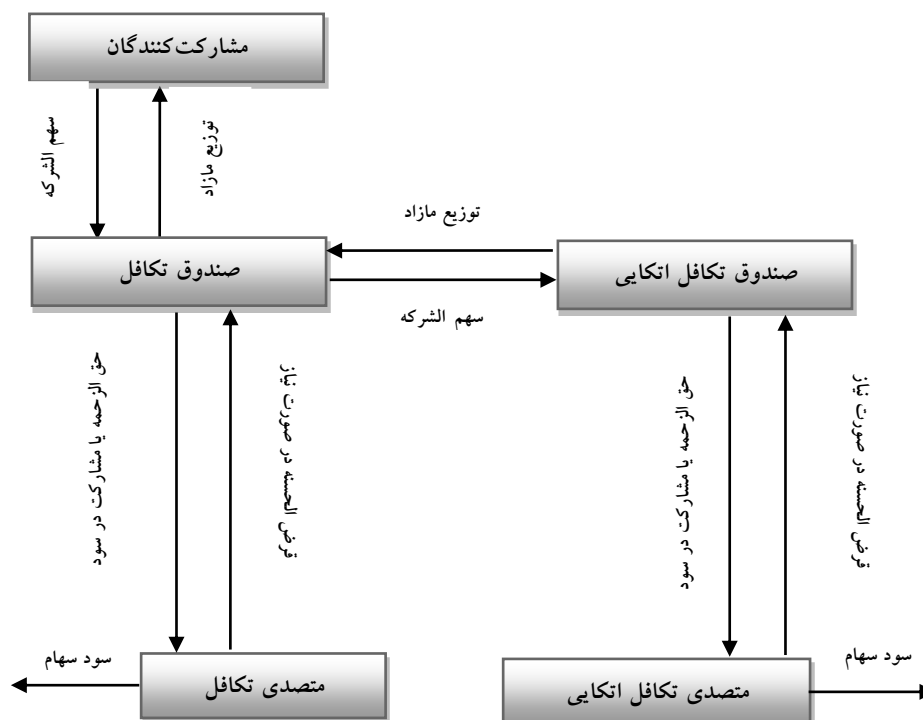 مشارکت‌کنندگان
سهم الشرکه
توزیع مازاد
توزیع مازاد
صندوق تکافل اتکایی
صندوق تکافل
سهم الشرکه
قرض الحسنه در صورت نیاز
حق الزحمه یا مشارکت در سود
قرض الحسنه در صورت نیاز
حق الزحمه یا مشارکت در سود
سود سهام
متصدی تکافل اتکایی
متصدی تکافل
سود سهام